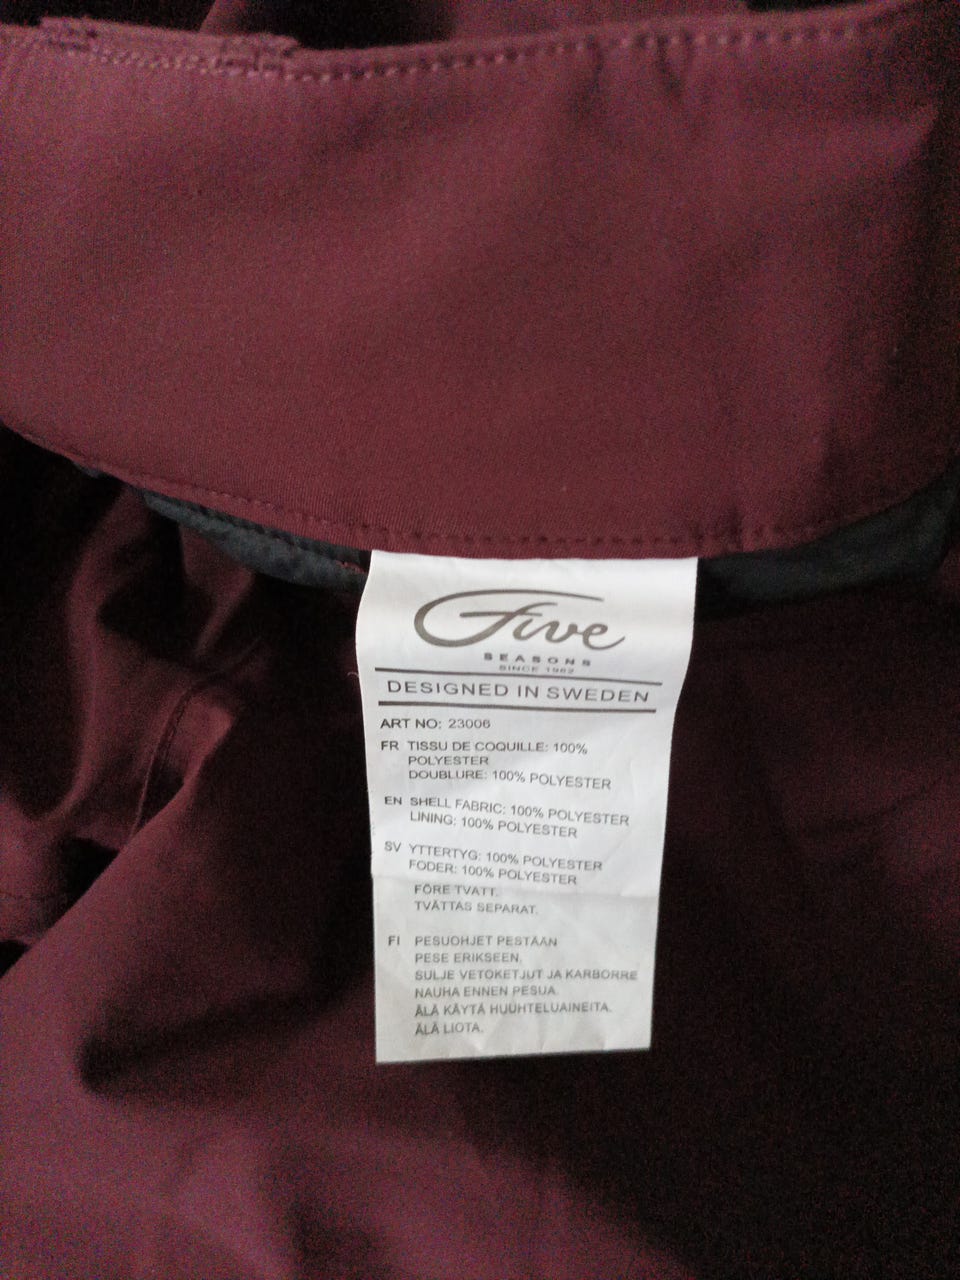 Five
SEASONS
SINCE 1962
DESIGNED IN SWEDEN
ART NO: 23006
FR TISSU DE COQUILLE: 100%
POLYESTER
DOUBLURE: 100% POLYESTER
EN SHELL FABRIC: 100% POLYESTER
LINING: 100% POLYESTER
SV YTTERTYG: 100% POLYESTER
FODER: 100% POLYESTER
FÖRE TVATT.
TVÄTTAS SEPARAT.
FI PESUOHJET PESTÄÄN
PESE ERIKSEEN.
SULJE VETOKETJUT JA KARBORRE
NAUHA ENNEN PESUA.
ÄLÄ KÄYTÄ HUUHTELUAINEITA.
ÄLÄ LIOTA.